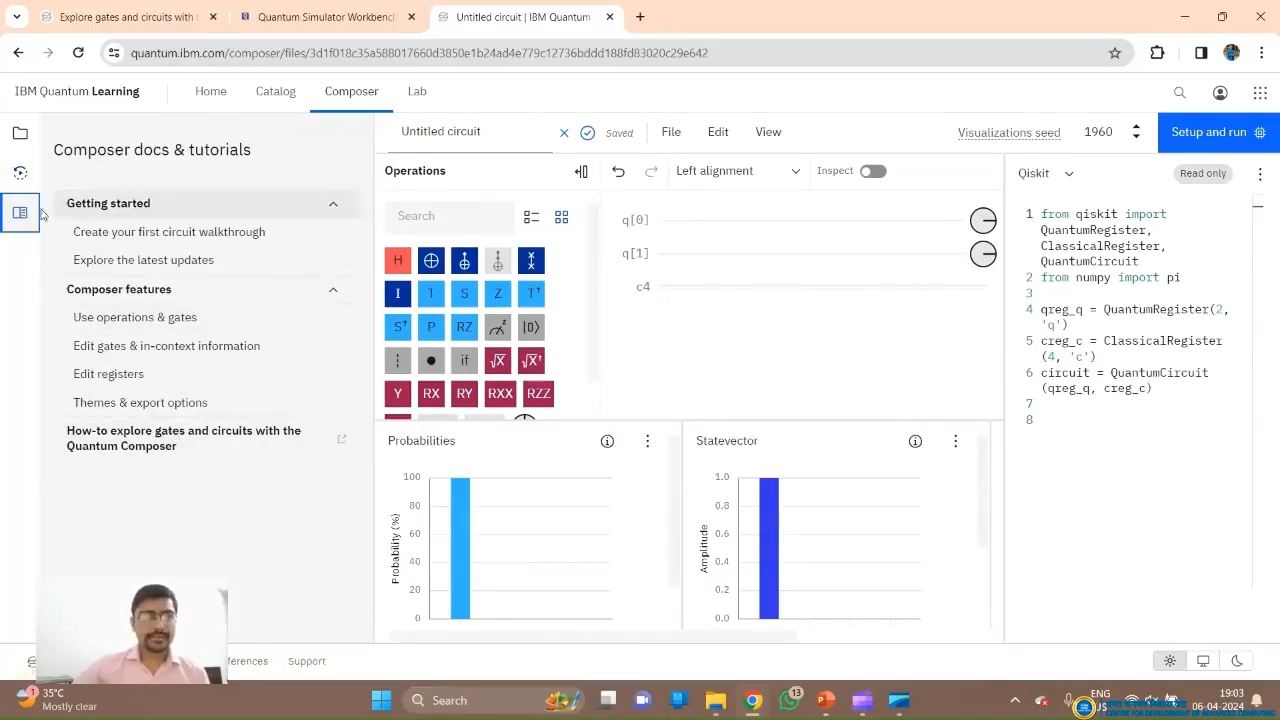 Explore gates and circuits with
Quantum Simulator Workbench
Untitled circuit | IBM Quantum
quantum.ibm.com/composer/files/3d1f018c35a588017660d3850e1b24ad4e779c12736bddd188fd83020c29e642
IBM Quantum Learning
Home
Catalog
Composer
Lab
Composer docs & tutorials
Getting started
Create your first circuit walkthrough
Explore the latest updates
Composer features
Use operations & gates
Edit gates & in-context information
Edit registers
Themes & export options
How-to explore gates and circuits with the
Quantum Composer
Untitled circuit
Saved
File
Edit
View
Visualizations seed
1960
Setup and run
Operations
Search
Left alignment
Inspect
H
I T S Z T†
S† P RZ |0⟩
if √X √X†
Y RX RY RXX RZZ
q[0]
q[1]
c4
Qiskit
Read only
1 from qiskit import
QuantumRegister,
ClassicalRegister,
QuantumCircuit
2 from numpy import pi
3
4 qreg_q = QuantumRegister(2,
'q')
5 creg_c = ClassicalRegister
(4, 'c')
6 circuit = QuantumCircuit
(qreg_q, creg_c)
7
8
Probabilities
Probability (%)
100
80
60
40
20
0
Statevector
Amplitude
1.0
0.8
0.6
0.4
0.2
0.0
Support
35°C
Mostly clear
1
Search
13
ENG
19:03
06-04-2024
CENTRE FOR DEVELOPMENT OF ADVANCED COMPUTING